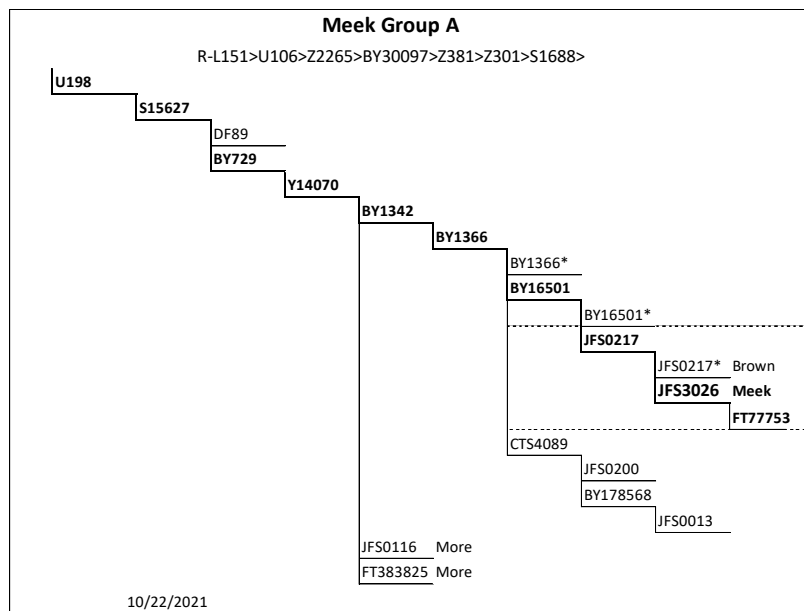 Meek Group A
R-L151>U106>Z2265>BY30097>Z381>Z301>S1688>
U198
S15627
DF89
BY729
Y14070
BY1342
BY1366
BY1366*
BY16501
BY16501*
JFS0217
JFS0217* Brown
JFS3026 Meek
FT77753
CTS4089
JFS0200
BY178568
JFS0013
JFS0116 More
FT383825 More
10/22/2021